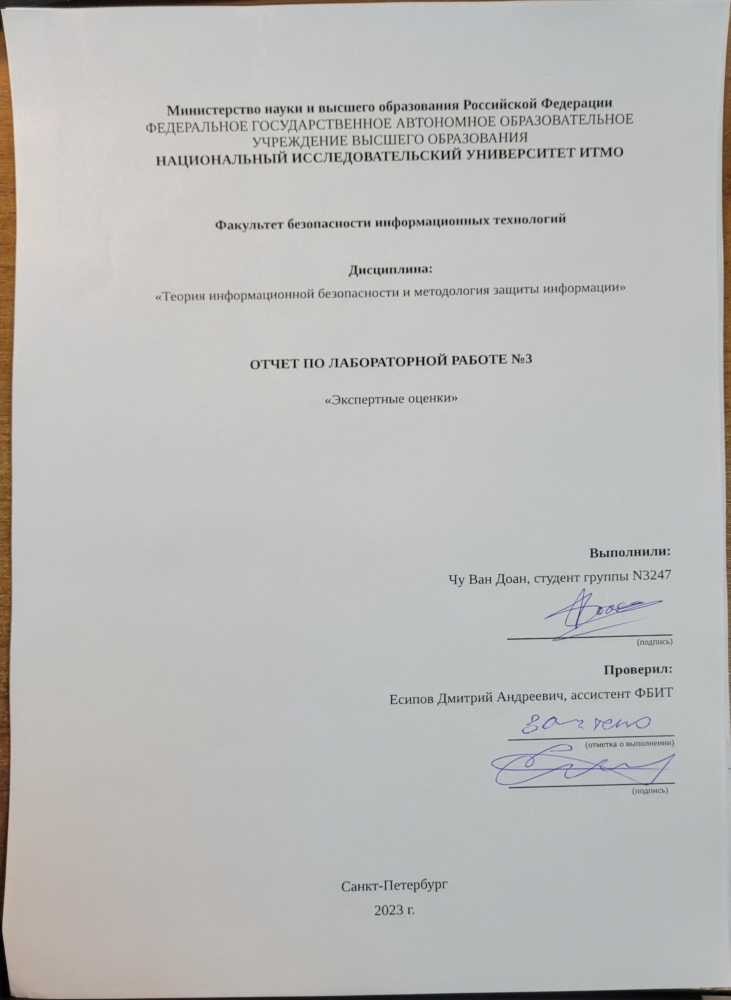 Министерство науки и высшего образования Российской Федерации
ФЕДЕРАЛЬНОЕ ГОСУДАРСТВЕННОЕ АВТОНОМНОЕ ОБРАЗОВАТЕЛЬНОЕ
УЧРЕЖДЕНИЕ ВЫСШЕГО ОБРАЗОВАНИЯ
НАЦИОНАЛЬНЫЙ ИССЛЕДОВАТЕЛЬСКИЙ УНИВЕРСИТЕТ ИТМО
Факультет безопасности информационных технологий
Дисциплина:
«Теория информационной безопасности и методология защиты информации»
ОТЧЕТ ПО ЛАБОРАТОРНОЙ РАБОТЕ №3
«Экспертные оценки»
Выполнили:
Чу Ван Доан, студент группы N3247
(подпись)
Проверил:
Есипов Дмитрий Андреевич, ассистент ФБИТ
зачтено
(отметка о выполнении)
(подпись)
Санкт-Петербург
2023 г.